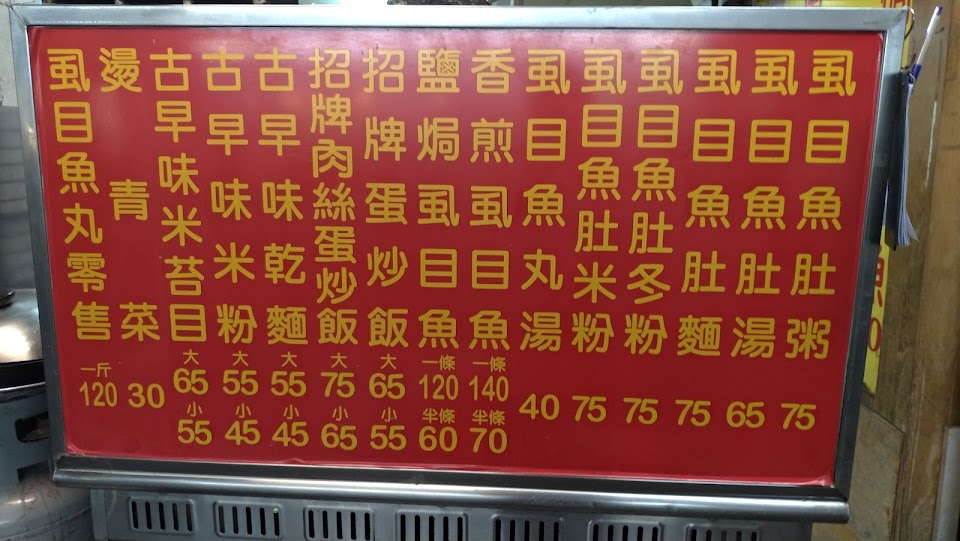 虱目魚肚粥 75
虱目魚肚湯 65
虱目魚肚麵 75
虱目魚肚冬粉 75
虱目魚肚米粉 75
虱目魚丸湯 40
香煎虱目魚 一條 140 半條 70
鹽焗虱目魚 一條 120 半條 60
招牌蛋炒飯 大 65 小 55
招牌肉絲蛋炒飯 大 75 小 65
古早味乾麵 大 55 小 45
古早味米粉 大 55 小 45
古早味米苔目 大 65 小 55
燙青菜 30
虱目魚丸零售 一斤 120